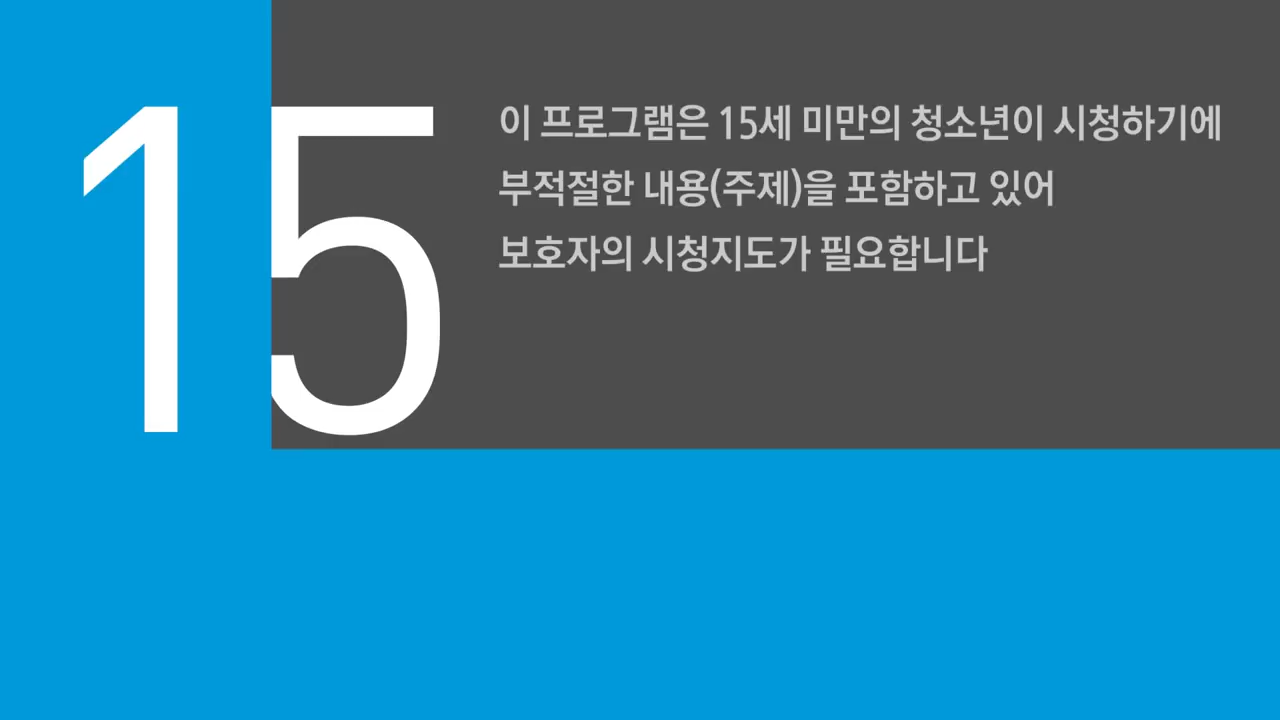 15
이 프로그램은 15세 미만의 청소년이 시청하기에
부적절한 내용(주제)을 포함하고 있어
보호자의 시청지도가 필요합니다